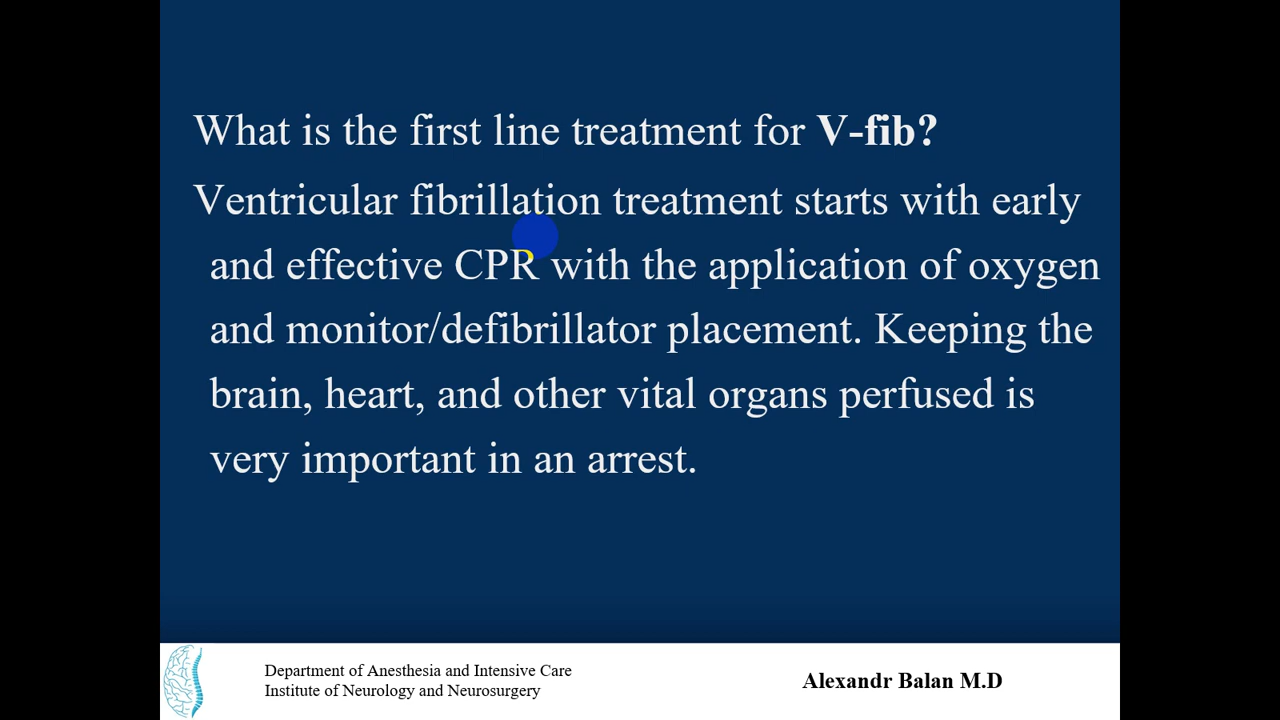 What is the first line treatment for V-fib?
Ventricular fibrillation treatment starts with early
and effective CPR with the application of oxygen
and monitor/defibrillator placement. Keeping the
brain, heart, and other vital organs perfused is
very important in an arrest.
Department of Anesthesia and Intensive Care
Institute of Neurology and Neurosurgery
Alexandr Balan M.D